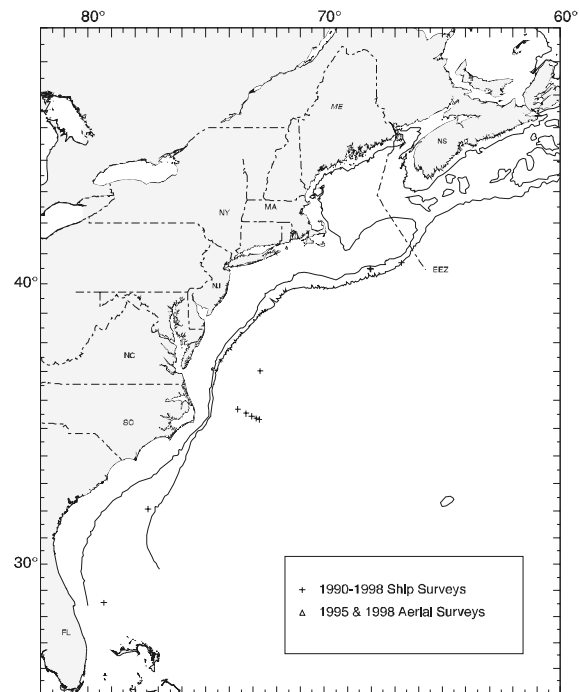 80° 70° 60°
ME
NS
NY
MA
EEZ
NJ
40°
NC
SC
30°
+ 1990-1998 Ship Surveys
△ 1995 & 1998 Aerial Surveys
FL